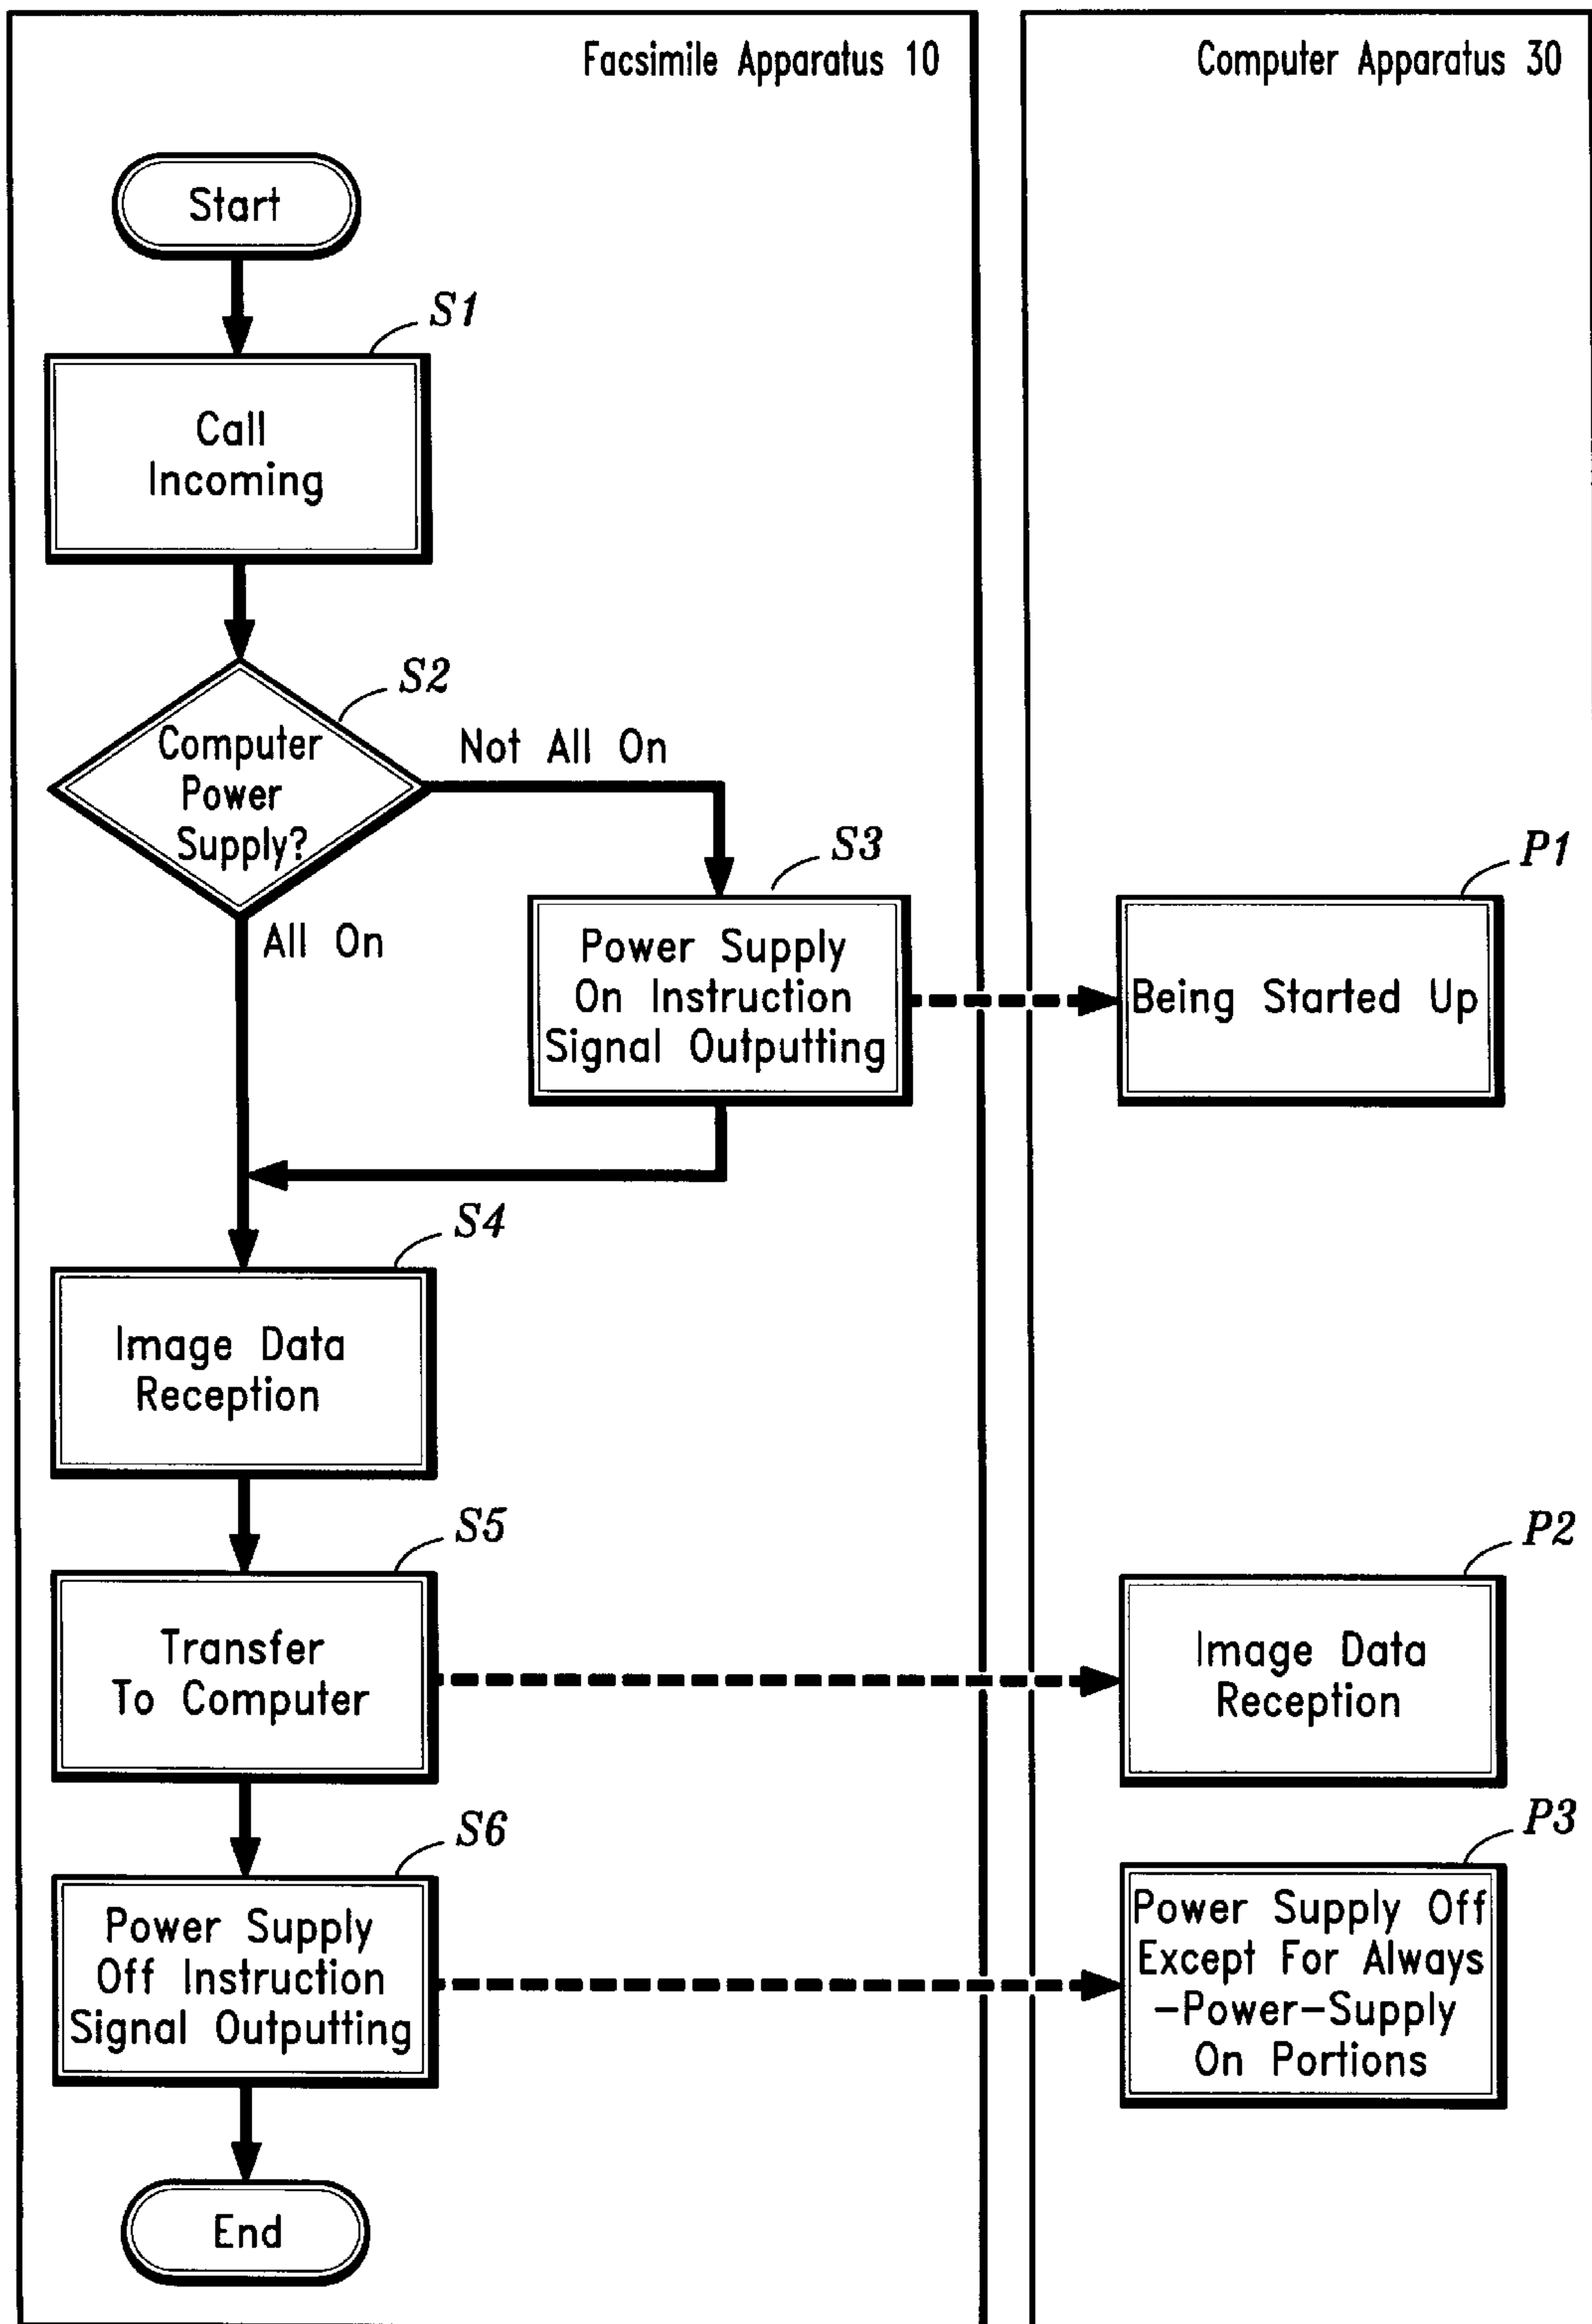 Facsimile Apparatus 10
Computer Apparatus 30
Start
S1
Call
Incoming
S2
Computer
Power
Supply?
Not All On
All On
S3
Power Supply
On Instruction
Signal Outputting
P1
Being Started Up
S4
Image Data
Reception
S5
Transfer
To Computer
P2
Image Data
Reception
S6
Power Supply
Off Instruction
Signal Outputting
P3
Power Supply Off
Except For Always
-Power-Supply
On Portions
End